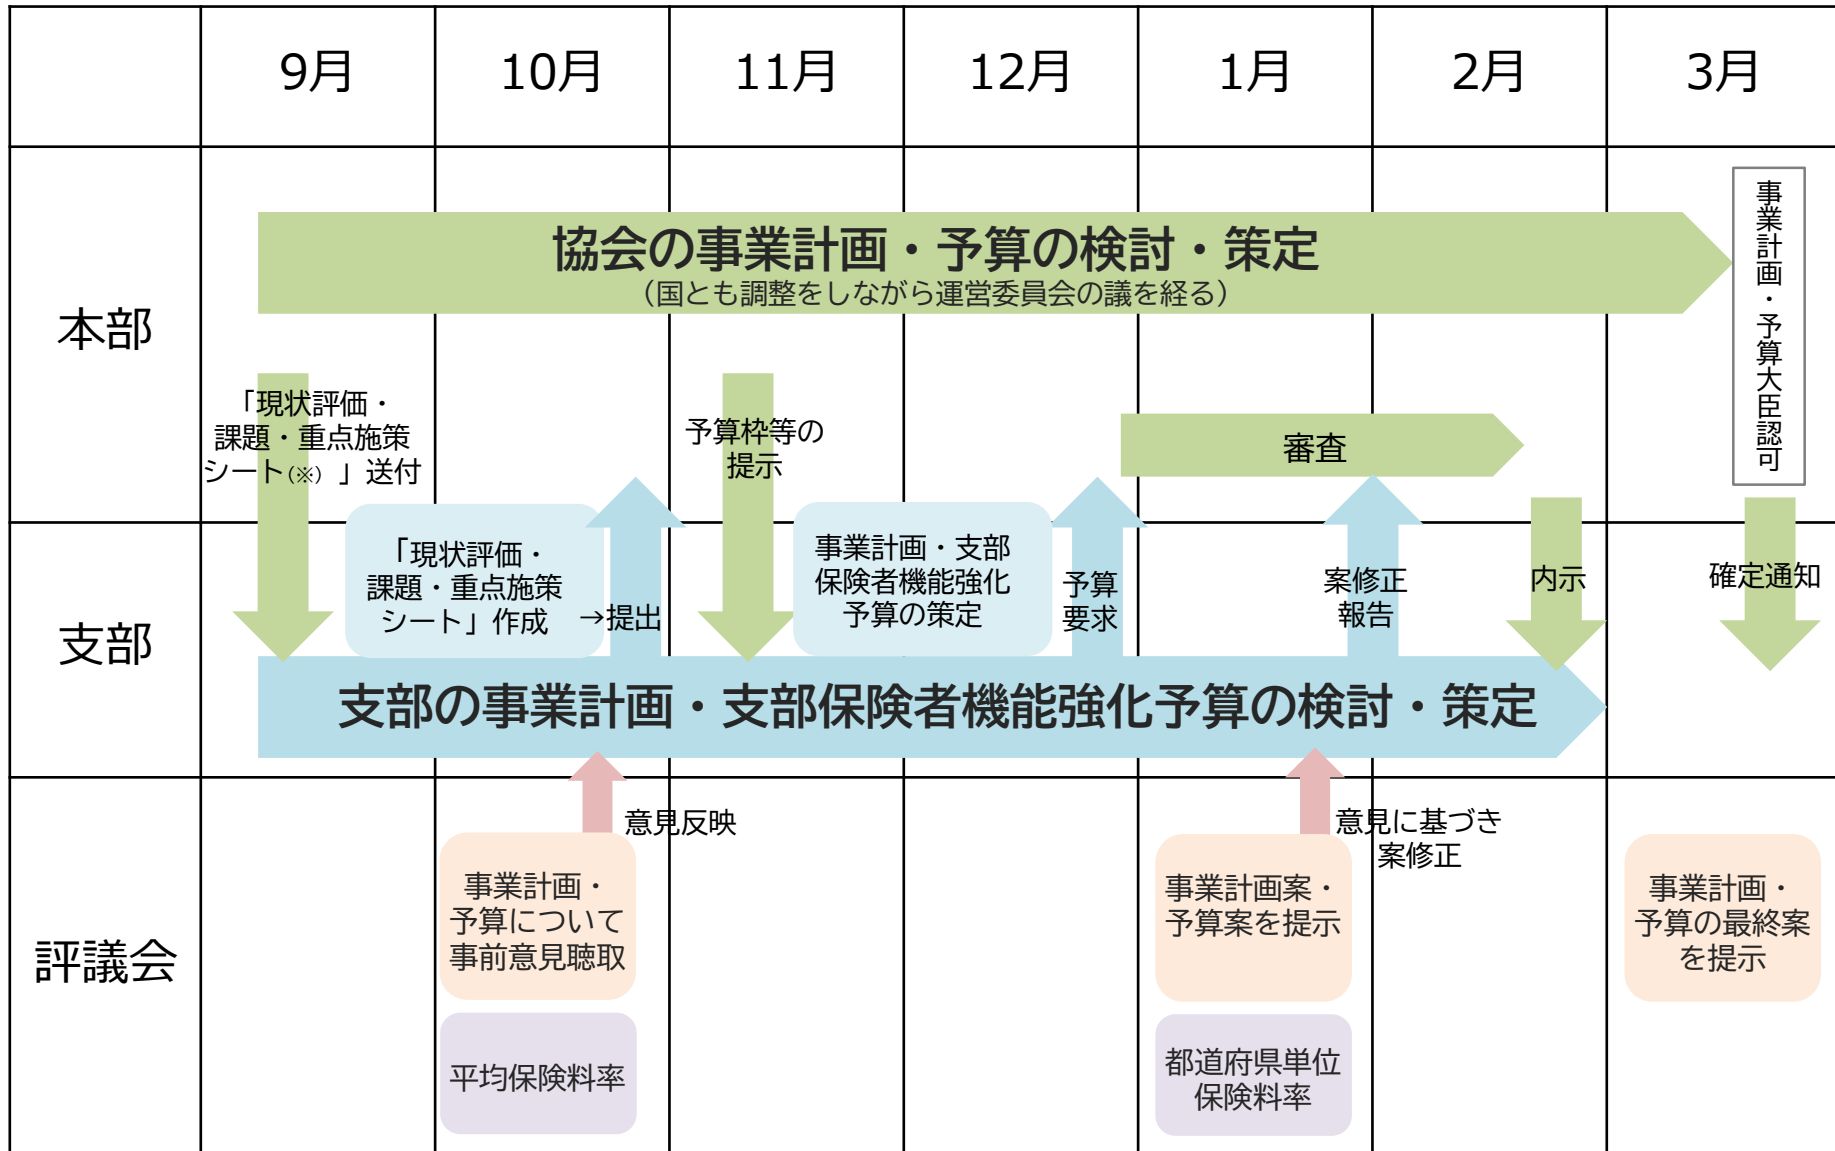 9月
10月
11月
12月
1月
2月
3月
本部
協会の事業計画・予算の検討・策定
（国とも調整をしながら運営委員会の議を経る）
事業計画・予算大臣認可
「現状評価・
課題・重点施策
シート(※)」送付
予算枠等の
提示
審査
支部
「現状評価・
課題・重点施策
シート」作成
→提出
事業計画・支部
保険者機能強化
予算の策定
予算
要求
案修正
報告
内示
確定通知
支部の事業計画・支部保険者機能強化予算の検討・策定
評議会
意見反映
意見に基づき
案修正
事業計画・
予算について
事前意見聴取
事業計画案・
予算案を提示
事業計画・
予算の最終案
を提示
平均保険料率
都道府県単位
保険料率